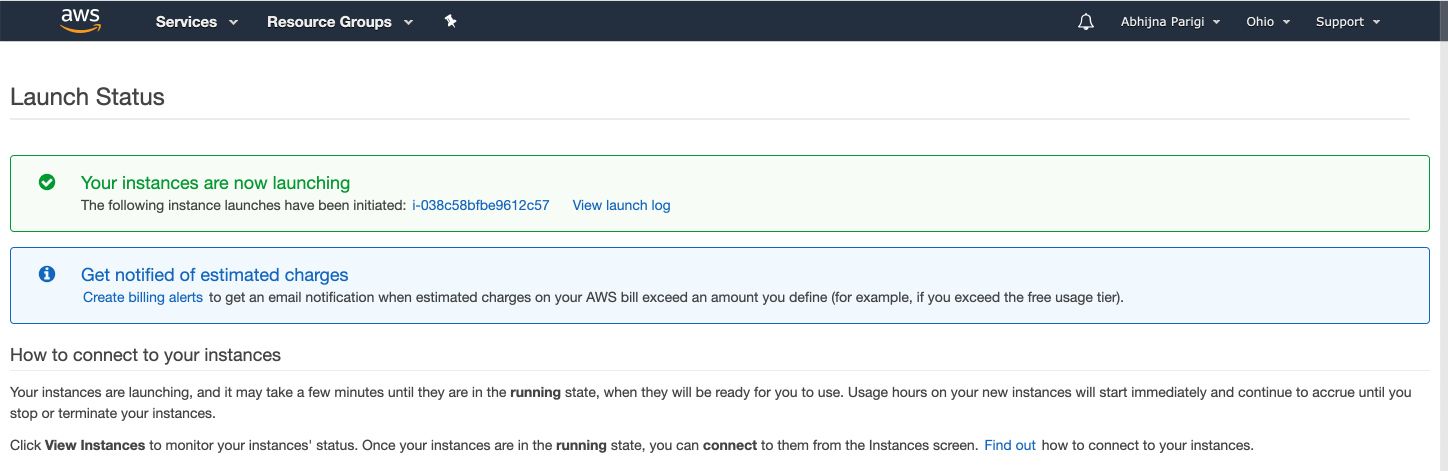 aws Services Resource Groups Abhijna Parigi Ohio Support
Launch Status
Your instances are now launching
The following instance launches have been initiated: i-038c58bfbe9612c57 View launch log
Get notified of estimated charges
Create billing alerts to get an email notification when estimated charges on your AWS bill exceed an amount you define (for example, if you exceed the free usage tier).
How to connect to your instances
Your instances are launching, and it may take a few minutes until they are in the running state, when they will be ready for you to use. Usage hours on your new instances will start immediately and continue to accrue until you
stop or terminate your instances.
Click View Instances to monitor your instances' status. Once your instances are in the running state, you can connect to them from the Instances screen. Find out how to connect to your instances.